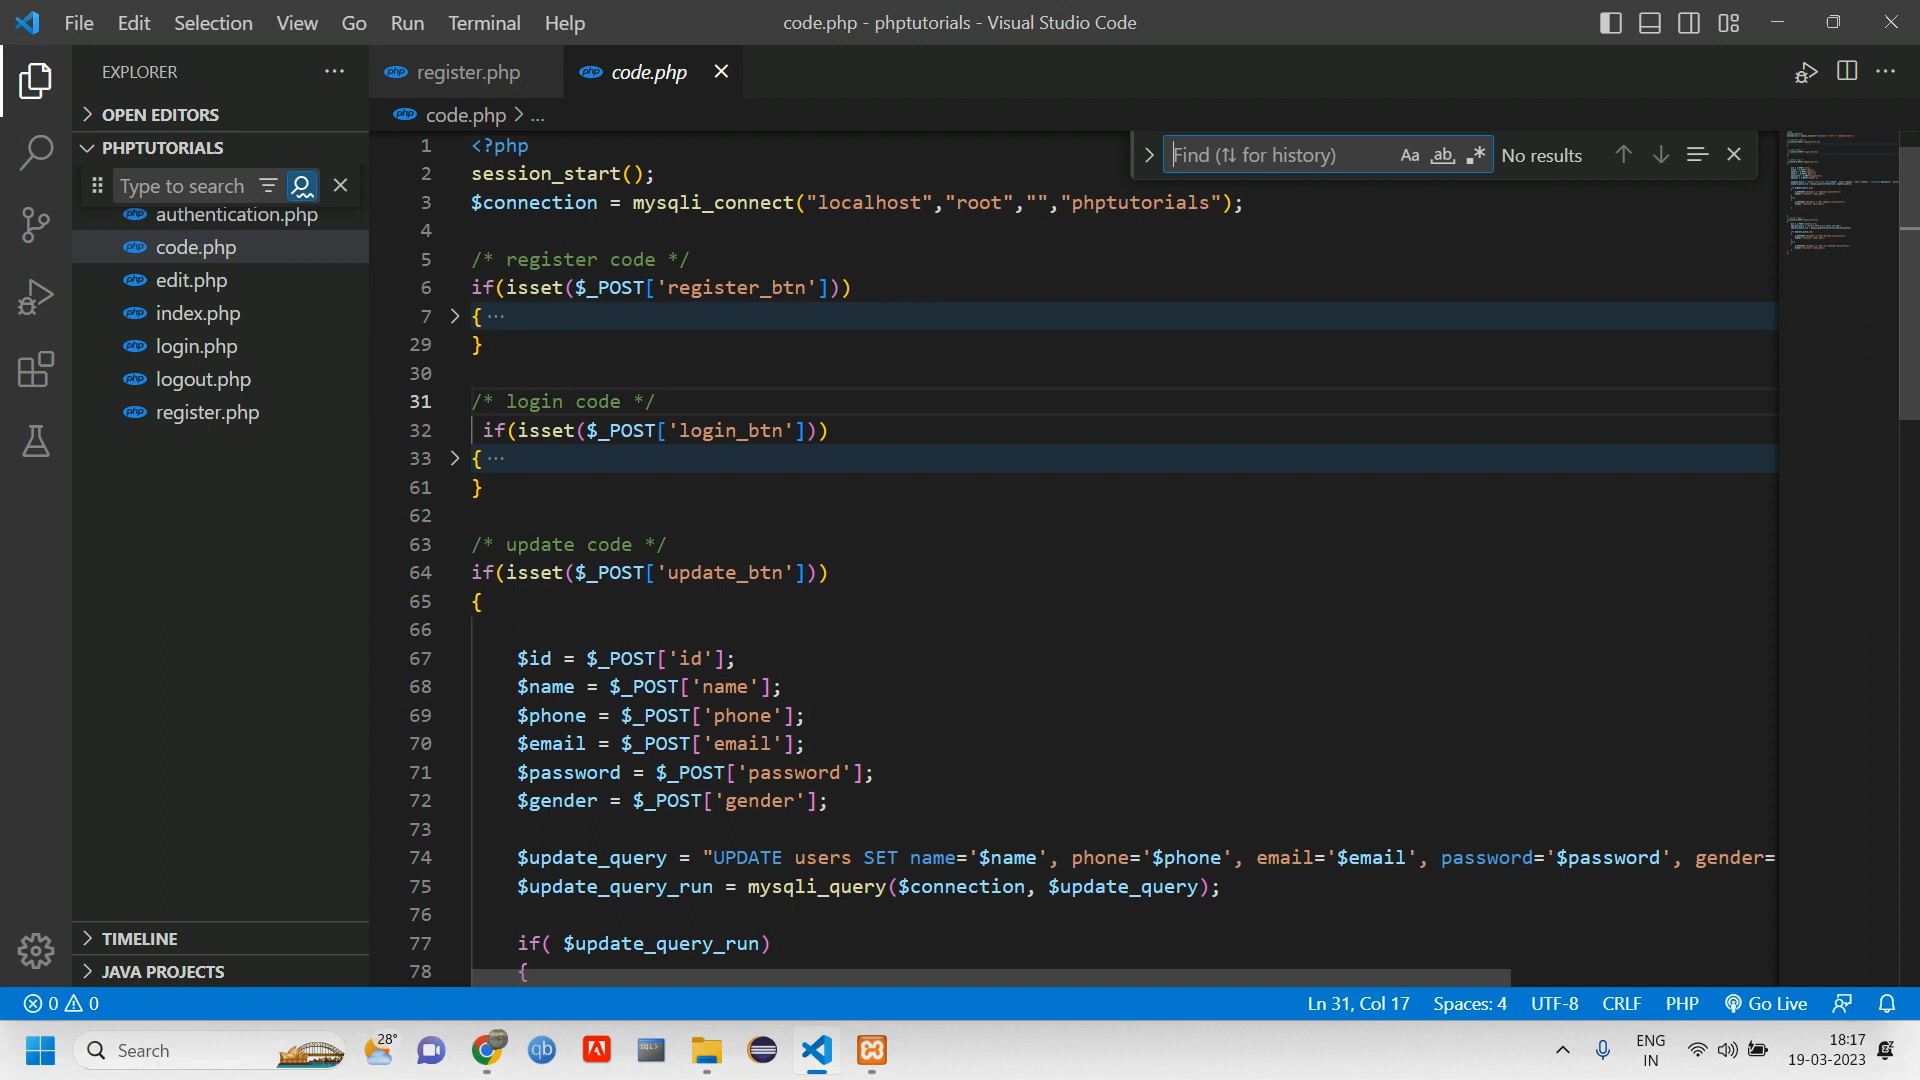 File Edit Selection View Go Run Terminal Help
code.php - phptutorials - Visual Studio Code
EXPLORER
OPEN EDITORS
PHPTUTORIALS
Type to search
authentication.php
code.php
edit.php
index.php
login.php
logout.php
register.php
TIMELINE
JAVA PROJECTS
php register.php
php code.php
php code.php > ...
Find (⇅ for history)
Aa ab .* No results
1 <?php
2 session_start();
3 $connection = mysqli_connect("localhost","root","","phptutorials");
4
5 /* register code */
6 if(isset($_POST['register_btn']))
7 > { ...
29 }
30
31 /* login code */
32 if(isset($_POST['login_btn']))
33 > { ...
61 }
62
63 /* update code */
64 if(isset($_POST['update_btn']))
65 {
66
67 $id = $_POST['id'];
68 $name = $_POST['name'];
69 $phone = $_POST['phone'];
70 $email = $_POST['email'];
71 $password = $_POST['password'];
72 $gender = $_POST['gender'];
73
74 $update_query = "UPDATE users SET name='$name', phone='$phone', email='$email', password='$password', gender=
75 $update_query_run = mysqli_query($connection, $update_query);
76
77 if( $update_query_run)
78 {
0 0
Ln 31, Col 17 Spaces: 4 UTF-8 CRLF PHP Go Live
Search
28°
qb
SQL>
ENG
IN
18:17
19-03-2023